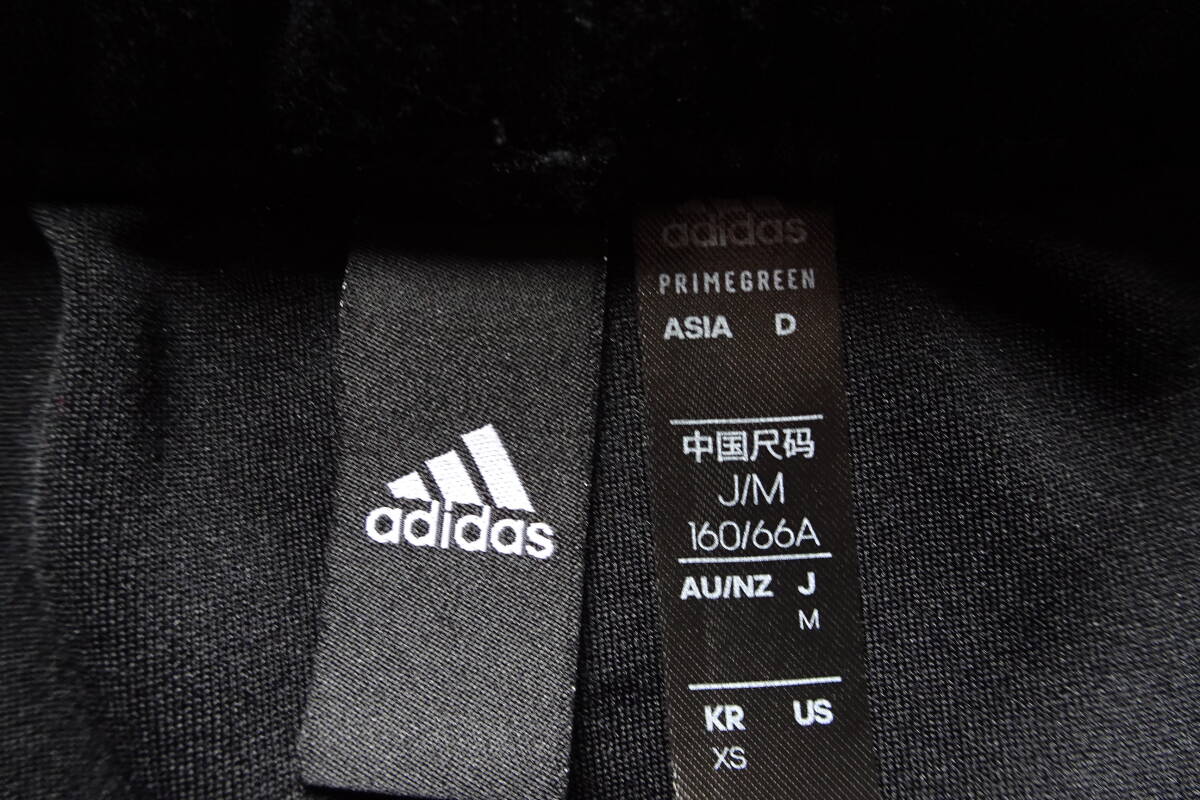 adidas
adidas
PRIMEGREEN
ASIA D
中国尺码
J/M
160/66A
AU/NZ J
M
KR US
XS